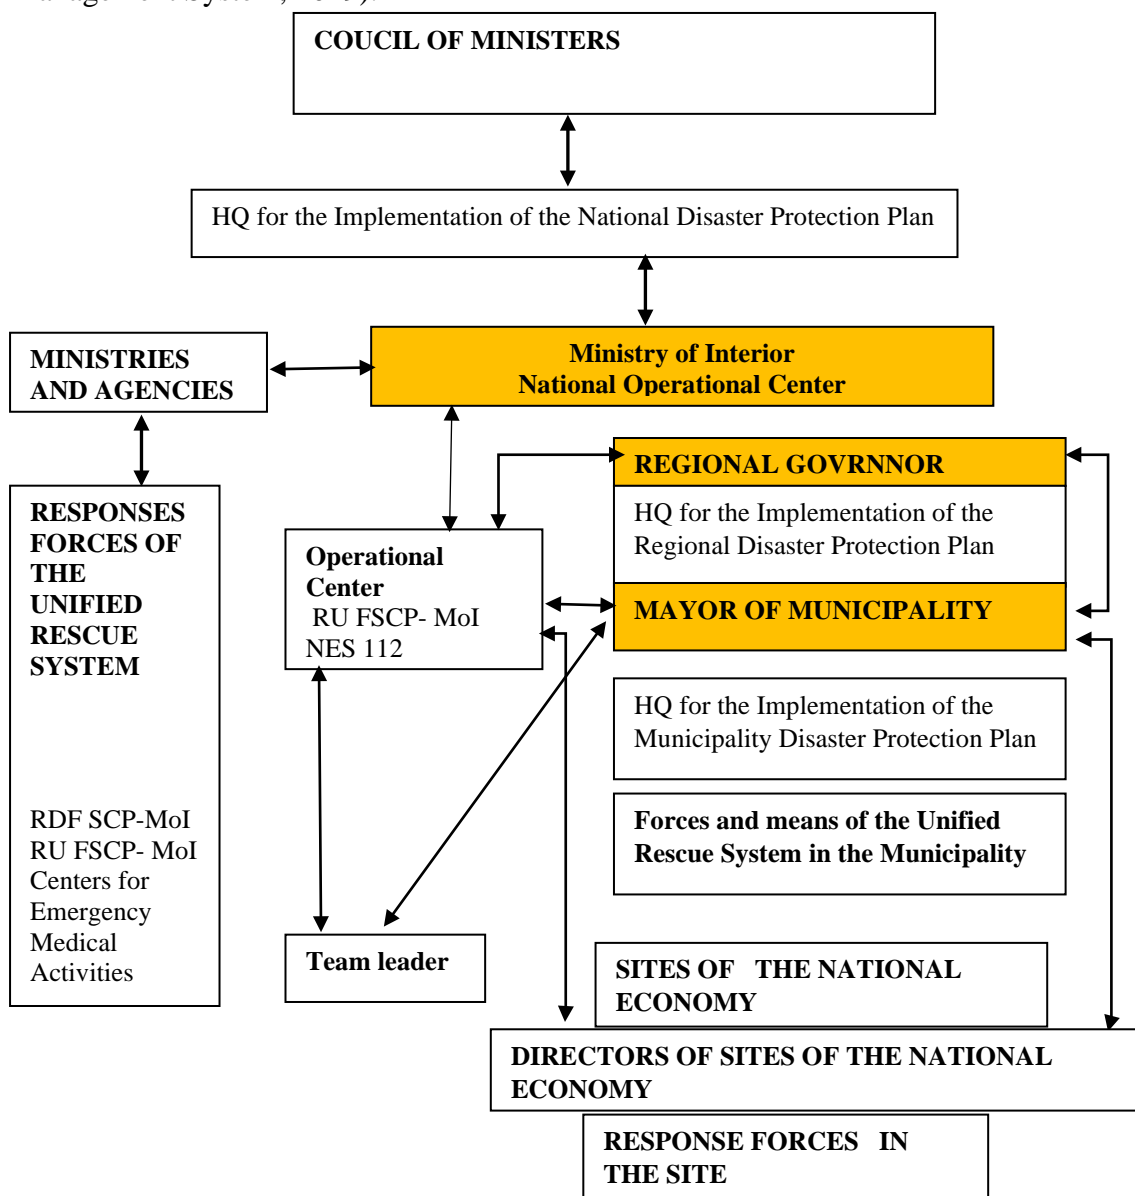 COUCIL OF MINISTERS
HQ for the Implementation of the National Disaster Protection Plan
MINISTRIES
AND AGENCIES
Ministry of Interior
National Operational Center
REGIONAL GOVRNNOR
HQ for the Implementation of the
Regional Disaster Protection Plan
MAYOR OF MUNICIPALITY
RESPONSES
FORCES OF
THE
UNIFIED
RESCUE
SYSTEM
RDF SCP-MoI
RU FSCP- MoI
Centers for
Emergency
Medical
Activities
Operational
Center
RU FSCP- MoI
NES 112
HQ for the Implementation of the
Municipality Disaster Protection Plan
Forces and means of the Unified
Rescue System in the Municipality
Team leader
SITES OF THE NATIONAL
ECONOMY
DIRECTORS OF SITES OF THE NATIONAL
ECONOMY
RESPONSE FORCES IN
THE SITE